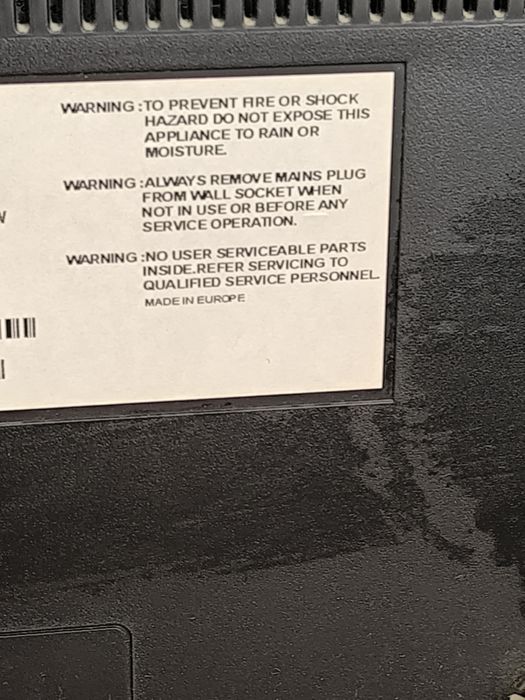 WARNING :TO PREVENT FIRE OR SHOCK
HAZARD DO NOT EXPOSE THIS
APPLIANCE TO RAIN OR
MOISTURE.
WARNING :ALWAYS REMOVE MAINS PLUG
FROM WALL SOCKET WHEN
NOT IN USE OR BEFORE ANY
SERVICE OPERATION.
WARNING :NO USER SERVICEABLE PARTS
INSIDE.REFER SERVICING TO
QUALIFIED SERVICE PERSONNEL.
MADE IN EUROPE